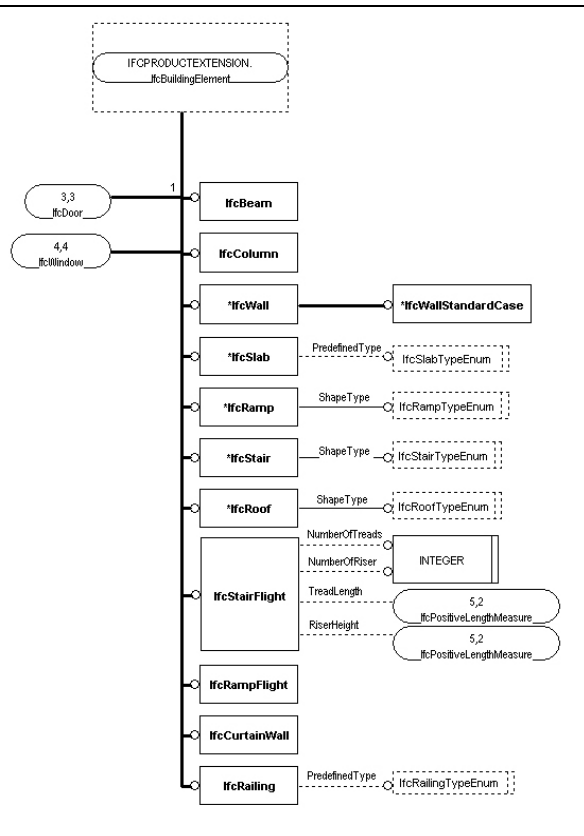 IFCPRODUCTEXTENSION.
IfcBuildingElement
1
3,3
IfcDoor
IfcBeam
4,4
IfcWindow
IfcColumn
*IfcWall
*IfcWallStandardCase
*IfcSlab
PredefinedType
IfcSlabTypeEnum
*IfcRamp
ShapeType
IfcRampTypeEnum
*IfcStair
ShapeType
IfcStairTypeEnum
*IfcRoof
ShapeType
IfcRoofTypeEnum
IfcStairFlight
NumberOfTreads
NumberOfRiser
INTEGER
TreadLength
5,2
IfcPositiveLengthMeasure
RiserHeight
5,2
IfcPositiveLengthMeasure
IfcRampFlight
IfcCurtainWall
IfcRailing
PredefinedType
IfcRailingTypeEnum